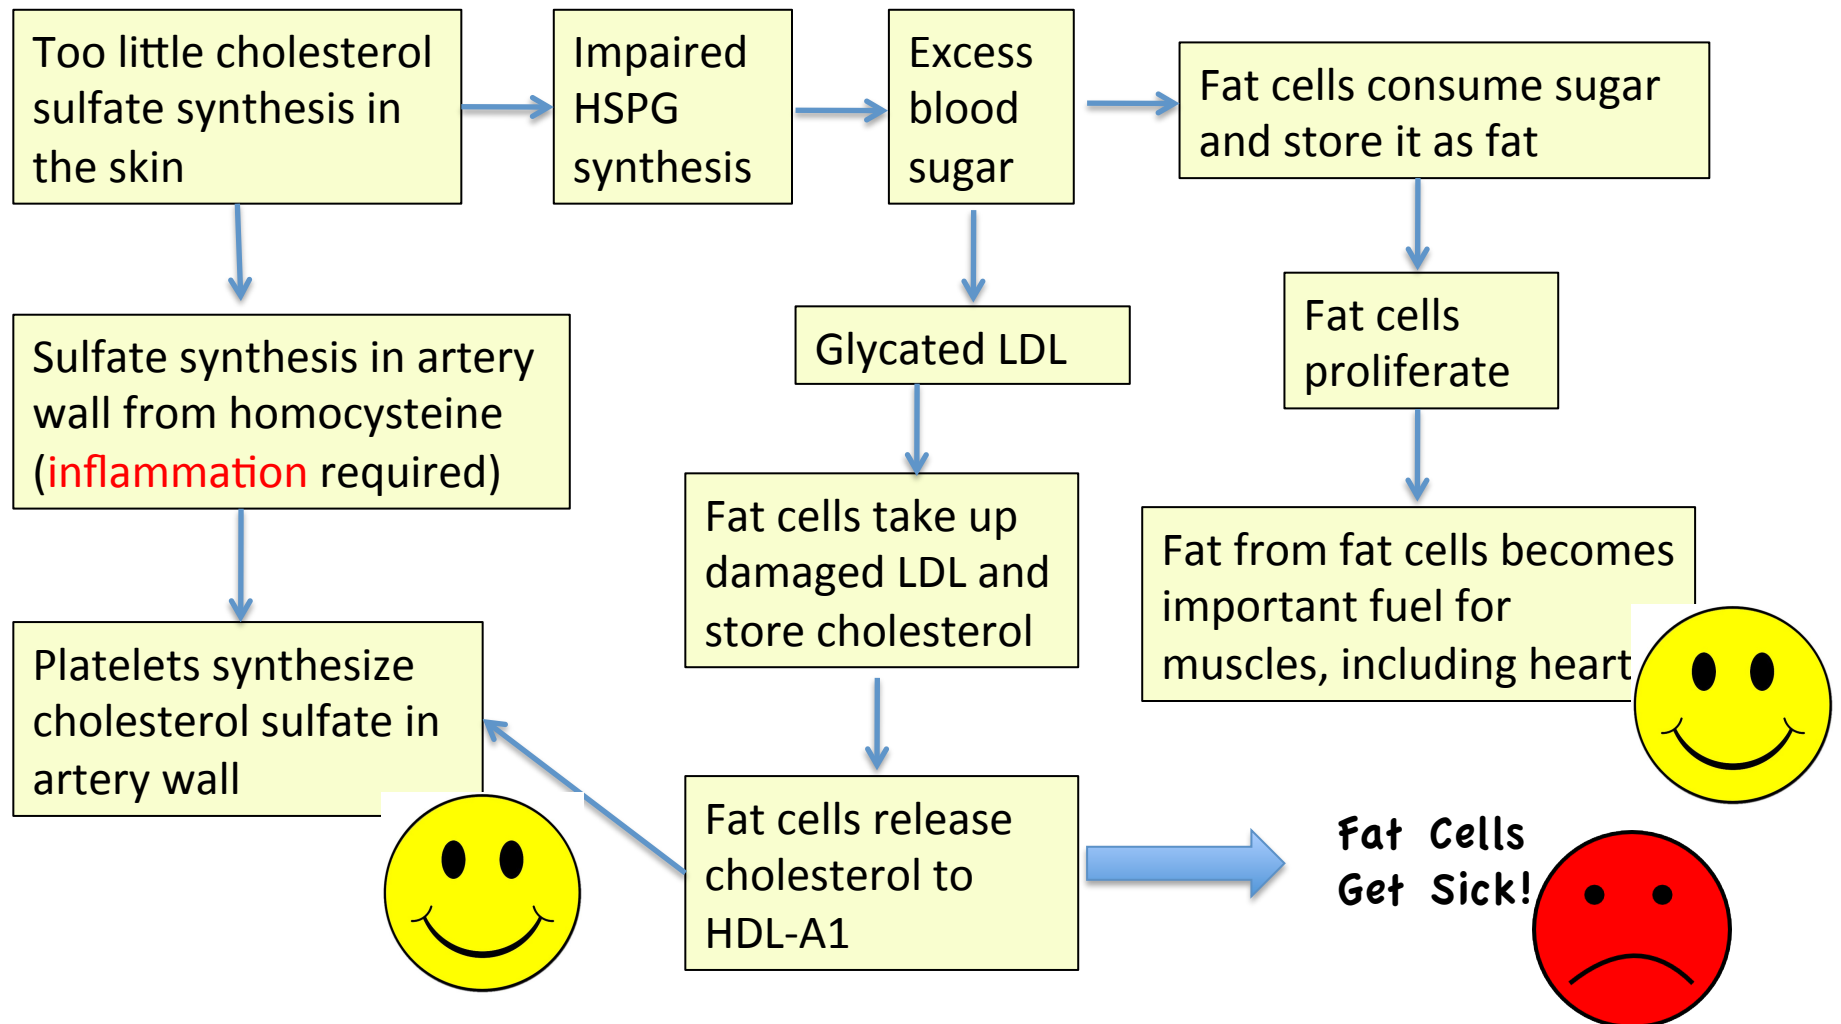 Too little cholesterol
sulfate synthesis in
the skin
Impaired
HSPG
synthesis
Excess
blood
sugar
Fat cells consume sugar
and store it as fat
Sulfate synthesis in artery
wall from homocysteine
(inflammation required)
Glycated LDL
Fat cells
proliferate
Platelets synthesize
cholesterol sulfate in
artery wall
Fat cells take up
damaged LDL and
store cholesterol
Fat from fat cells becomes
important fuel for
muscles, including heart
Fat cells release
cholesterol to
HDL-A1
Fat Cells
Get Sick!